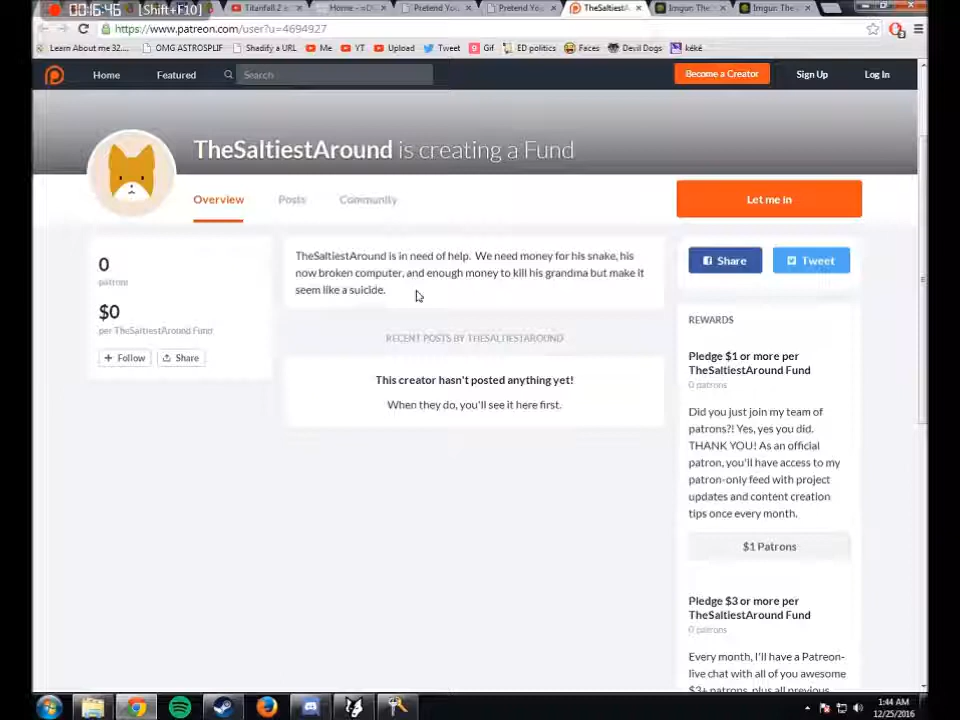 00:16:46 [Shift+F10]
Titanfall 2
Home -
Pretend You
Pretend You
TheSaltiestA
Imgur: The
Imgur: The
https://www.patreon.com/user?u=4694927
Learn About me 32... OMG ASTROSPLIF Shadify a URL Me YT Upload Tweet Gif ED politics Faces Devil Dogs kéké
Home Featured Search Become a Creator Sign Up Log In
TheSaltiestAround is creating a Fund
Overview Posts Community Let me in
0
patrons
$0
per TheSaltiestAround Fund
+ Follow Share
TheSaltiestAround is in need of help. We need money for his snake, his
now broken computer, and enough money to kill his grandma but make it
seem like a suicide.
RECENT POSTS BY THESALTIESTAROUND
This creator hasn't posted anything yet!
When they do, you'll see it here first.
Share Tweet
REWARDS
Pledge $1 or more per
TheSaltiestAround Fund
0 patrons
Did you just join my team of
patrons?! Yes, yes you did.
THANK YOU! As an official
patron, you'll have access to my
patron-only feed with project
updates and content creation
tips once every month.
$1 Patrons
Pledge $3 or more per
TheSaltiestAround Fund
0 patrons
Every month, I'll have a Patreon-
live chat with all of you awesome
$3+ patrons, plus all previous
1:44 AM
12/25/2016